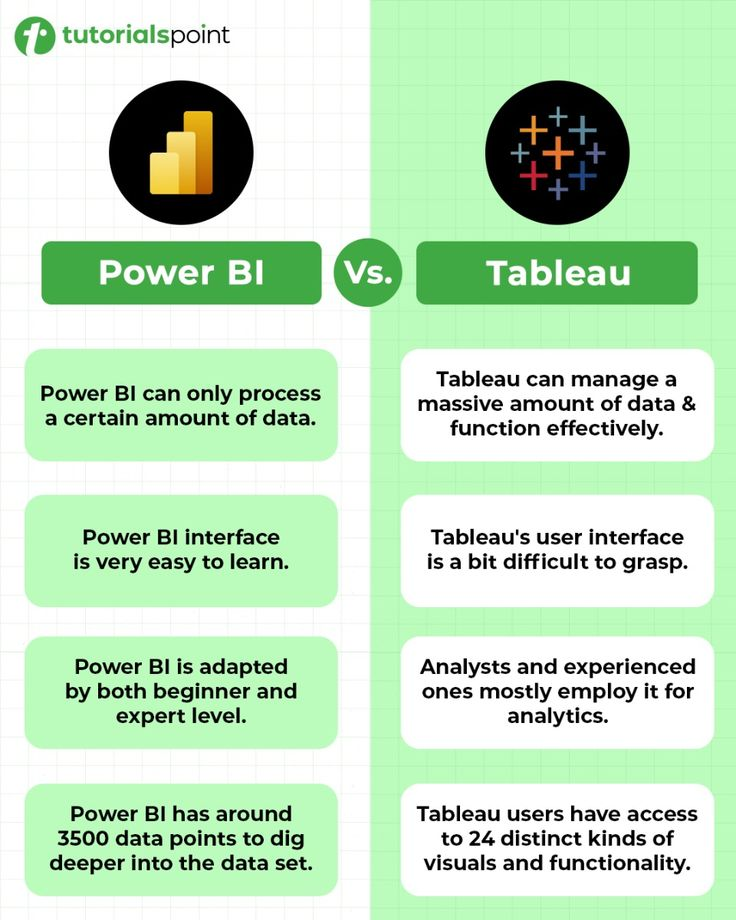 tutorialspoint
Power BI
Vs.
Tableau
Power BI can only process
a certain amount of data.
Tableau can manage a
massive amount of data &
function effectively.
Power BI interface
is very easy to learn.
Tableau's user interface
is a bit difficult to grasp.
Power BI is adapted
by both beginner and
expert level.
Analysts and experienced
ones mostly employ it for
analytics.
Power BI has around
3500 data points to dig
deeper into the data set.
Tableau users have access
to 24 distinct kinds of
visuals and functionality.